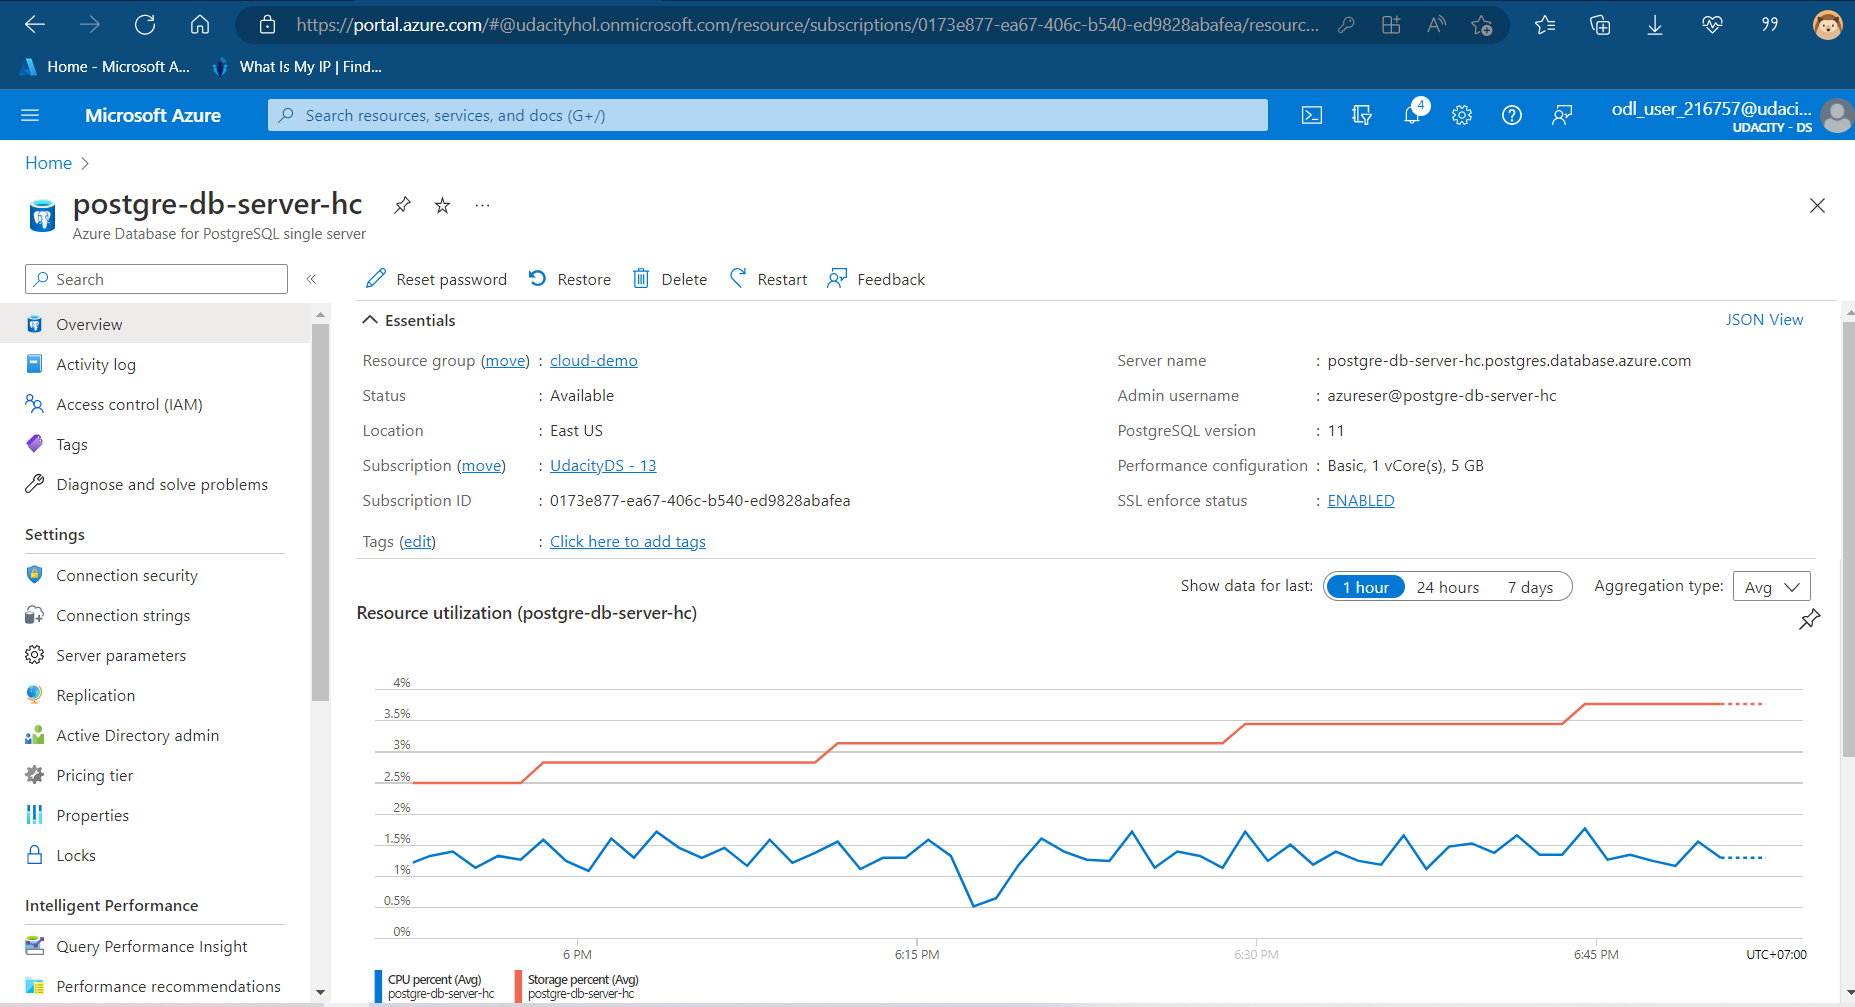 https://portal.azure.com/#@udacityhol.onmicrosoft.com/resource/subscriptions/0173e877-ea67-406c-b540-ed9828abafea/resourc...
Home - Microsoft A...
What Is My IP | Find...
Microsoft Azure
Search resources, services, and docs (G+/)
4
odl_user_216757@udaci...
UDACITY - DS
Home
postgre-db-server-hc
Azure Database for PostgreSQL single server
Search
Reset password
Restore
Delete
Restart
Feedback
Overview
Activity log
Access control (IAM)
Tags
Diagnose and solve problems
Settings
Connection security
Connection strings
Server parameters
Replication
Active Directory admin
Pricing tier
Properties
Locks
Intelligent Performance
Query Performance Insight
Performance recommendations
Essentials
JSON View
Resource group (move) : cloud-demo
Status : Available
Location : East US
Subscription (move) : UdacityDS - 13
Subscription ID : 0173e877-ea67-406c-b540-ed9828abafea
Tags (edit) : Click here to add tags
Server name : postgre-db-server-hc.postgres.database.azure.com
Admin username : azureser@postgre-db-server-hc
PostgreSQL version : 11
Performance configuration : Basic, 1 vCore(s), 5 GB
SSL enforce status : ENABLED
Show data for last: 1 hour 24 hours 7 days Aggregation type: Avg
Resource utilization (postgre-db-server-hc)
4%
3.5%
3%
2.5%
2%
1.5%
1%
0.5%
0%
6 PM 6:15 PM 6:30 PM 6:45 PM UTC+07:00
CPU percent (Avg)
postgre-db-server-hc
Storage percent (Avg)
postgre-db-server-hc